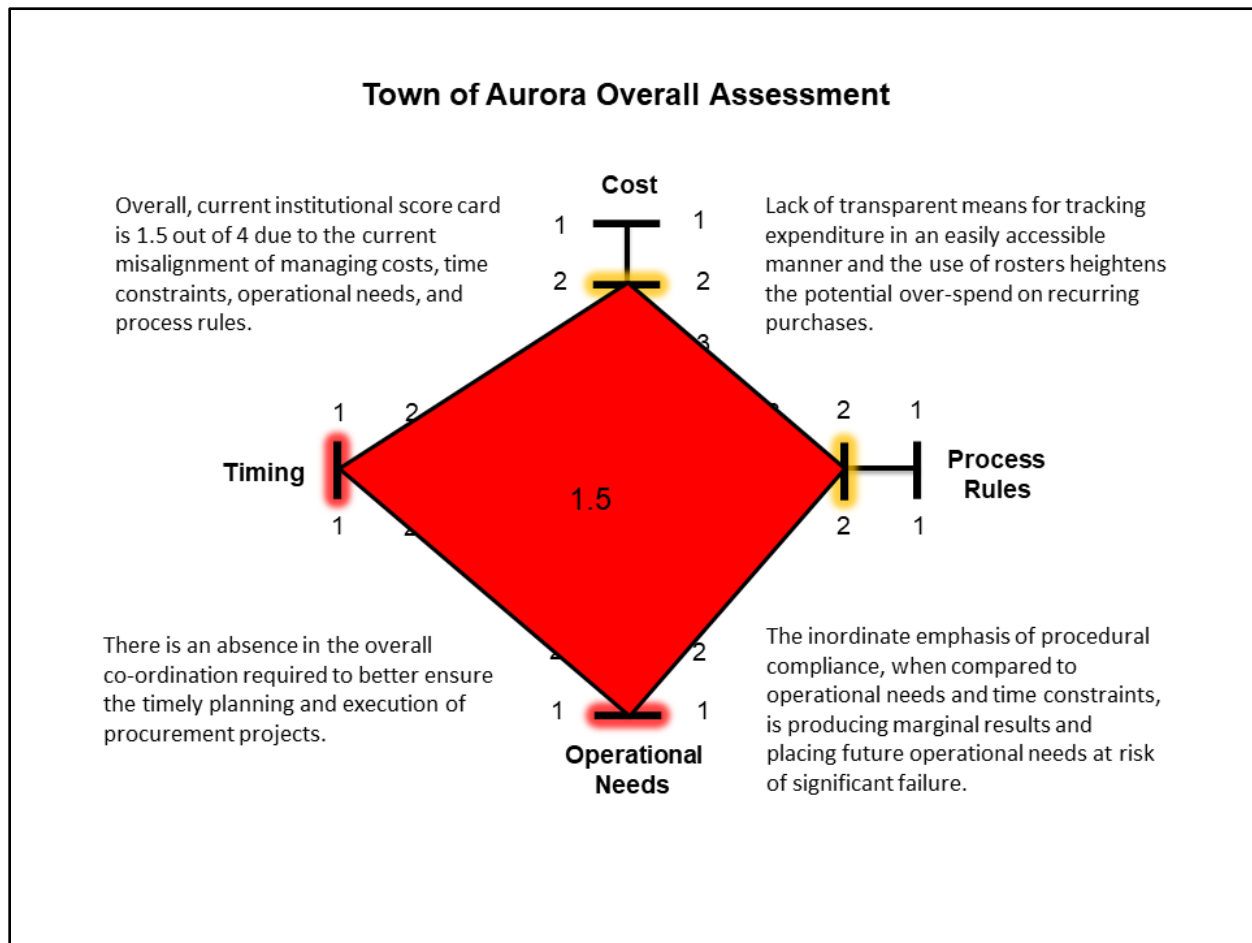 Town of Aurora Overall Assessment
Overall, current institutional score card
is 1.5 out of 4 due to the current
misalignment of managing costs, time
constraints, operational needs, and
process rules.
Cost
1 1
2 2
3
Lack of transparent means for tracking
expenditure in an easily accessible
manner and the use of rosters heightens
the potential over-spend on recurring
purchases.
1 2
2 1
Timing
1.5
Process
Rules
1 2
2 1
There is an absence in the overall
co-ordination required to better ensure
the timely planning and execution of
procurement projects.
2 2
1 1
Operational
Needs
The inordinate emphasis of procedural
compliance, when compared to
operational needs and time constraints,
is producing marginal results and
placing future operational needs at risk
of significant failure.